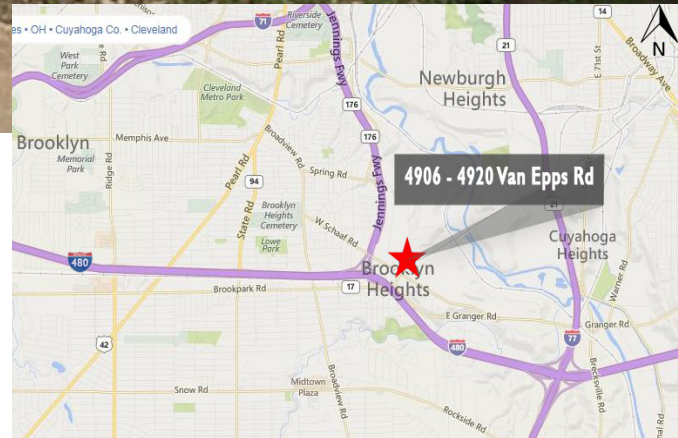 es • OH • Cuyahoga Co. • Cleveland
71
Riverside
Cemetery
Pearl Rd
Jennings Fwy
14
N
West
Park
Cemetery
Cleveland
Metro Park
176
21
E 71st St
Broadway Ave
Newburgh
Heights
Brooklyn
Memphis Ave
Memorial
Park
Ridge Rd
Pearl Rd
Broadview Rd
176
Spring Rd
94
State Rd
Brooklyn
Heights
Cemetery
Lowe
Park
W Schaaf Rd
Jennings Fwy
4906 - 4920 Van Epps Rd
21
Cuyahoga
Heights
Warner Rd
480
Brookpark Rd
17
Brooklyn
Heights
E Granger Rd
Granger Rd
42
480
77
Brecksville Rd
Snow Rd
Midtown
Plaza
Broadview Rd
Rockside Rd